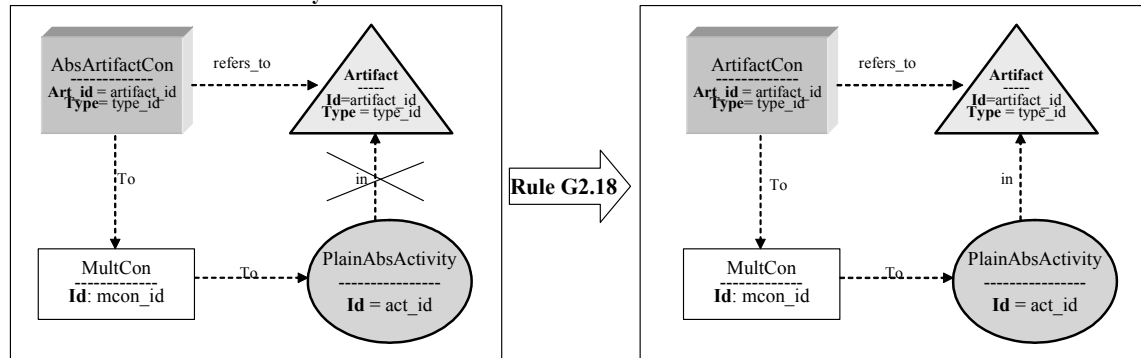 AbsArtifactCon
-------------
Art_id = artifact_id
Type= type_id
refers_to
Artifact
-----
Id=artifact_id
Type = type_id
To
in
MultCon
-------------
Id: mcon_id
To
PlainAbsActivity
-----------------
Id = act_id
Rule G2.18
ArtifactCon
-------------
Art_id = artifact_id
Type= type_id
refers_to
Artifact
-----
Id=artifact_id
Type = type_id
To
in
MultCon
-------------
Id: mcon_id
To
PlainAbsActivity
-----------------
Id = act_id